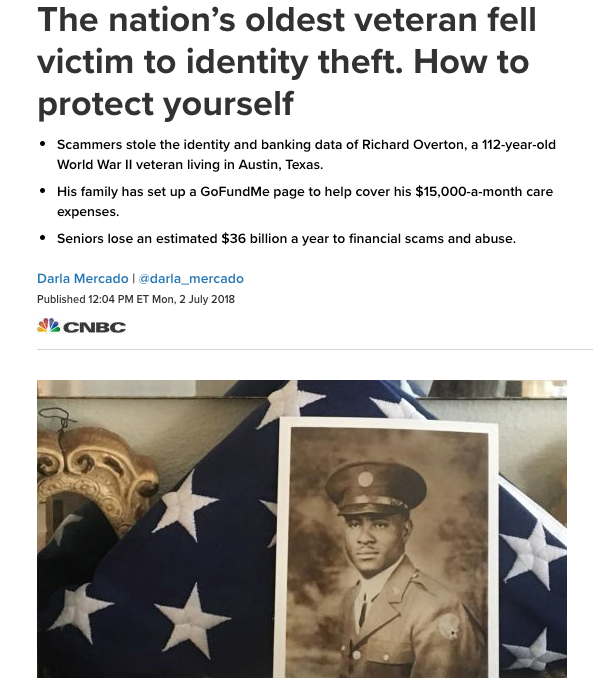 The nation’s oldest veteran fell
victim to identity theft. How to
protect yourself
• Scammers stole the identity and banking data of Richard Overton, a 112-year-old
World War II veteran living in Austin, Texas.
• His family has set up a GoFundMe page to help cover his $15,000-a-month care
expenses.
• Seniors lose an estimated $36 billion a year to financial scams and abuse.
Darla Mercado | @darla_mercado
Published 12:04 PM ET Mon, 2 July 2018
CNBC